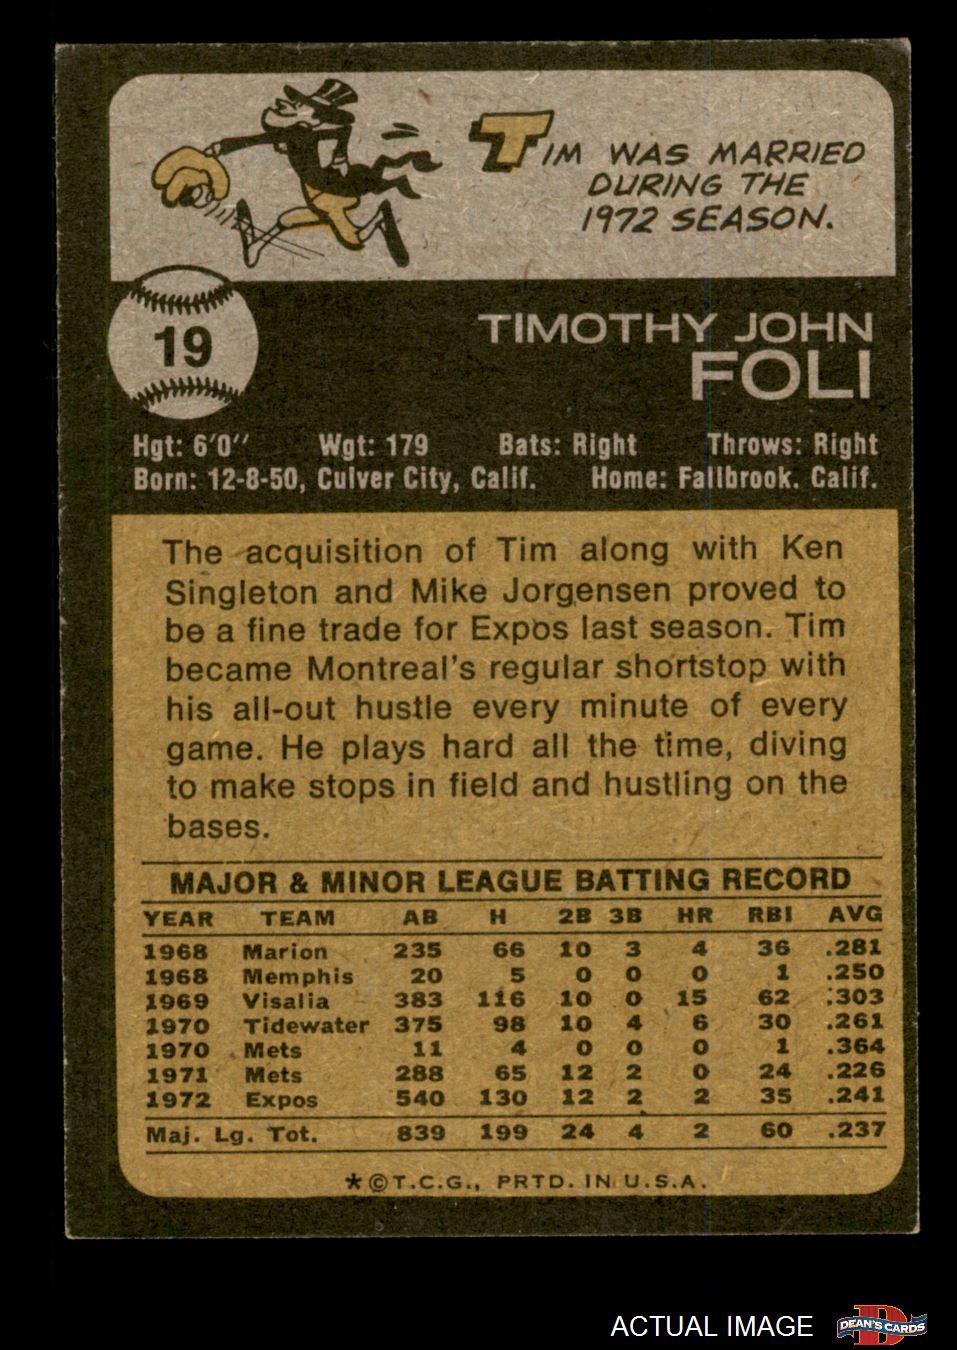 TIM WAS MARRIED
DURING THE
1972 SEASON.
19
TIMOTHY JOHN
FOLI
Hgt: 6'0" Wgt: 179 Bats: Right Throws: Right
Born: 12-8-50, Culver City, Calif. Home: Fallbrook. Calif.
The acquisition of Tim along with Ken
Singleton and Mike Jorgensen proved to
be a fine trade for Expos last season. Tim
became Montreal's regular shortstop with
his all-out hustle every minute of every
game. He plays hard all the time, diving
to make stops in field and hustling on the
bases.
MAJOR & MINOR LEAGUE BATTING RECORD
YEAR TEAM AB H 2B 3B HR RBI AVG
1968 Marion 235 66 10 3 4 36 .281
1968 Memphis 20 5 0 0 0 1 .250
1969 Visalia 383 116 10 0 15 62 .303
1970 Tidewater 375 98 10 4 6 30 .261
1970 Mets 11 4 0 0 0 1 .364
1971 Mets 288 65 12 2 0 24 .226
1972 Expos 540 130 12 2 2 35 .241
Maj. Lg. Tot. 839 199 24 4 2 60 .237
*©T.C.G., PRTD. IN U.S.A.
ACTUAL IMAGE
D
DEAN'S CARDS